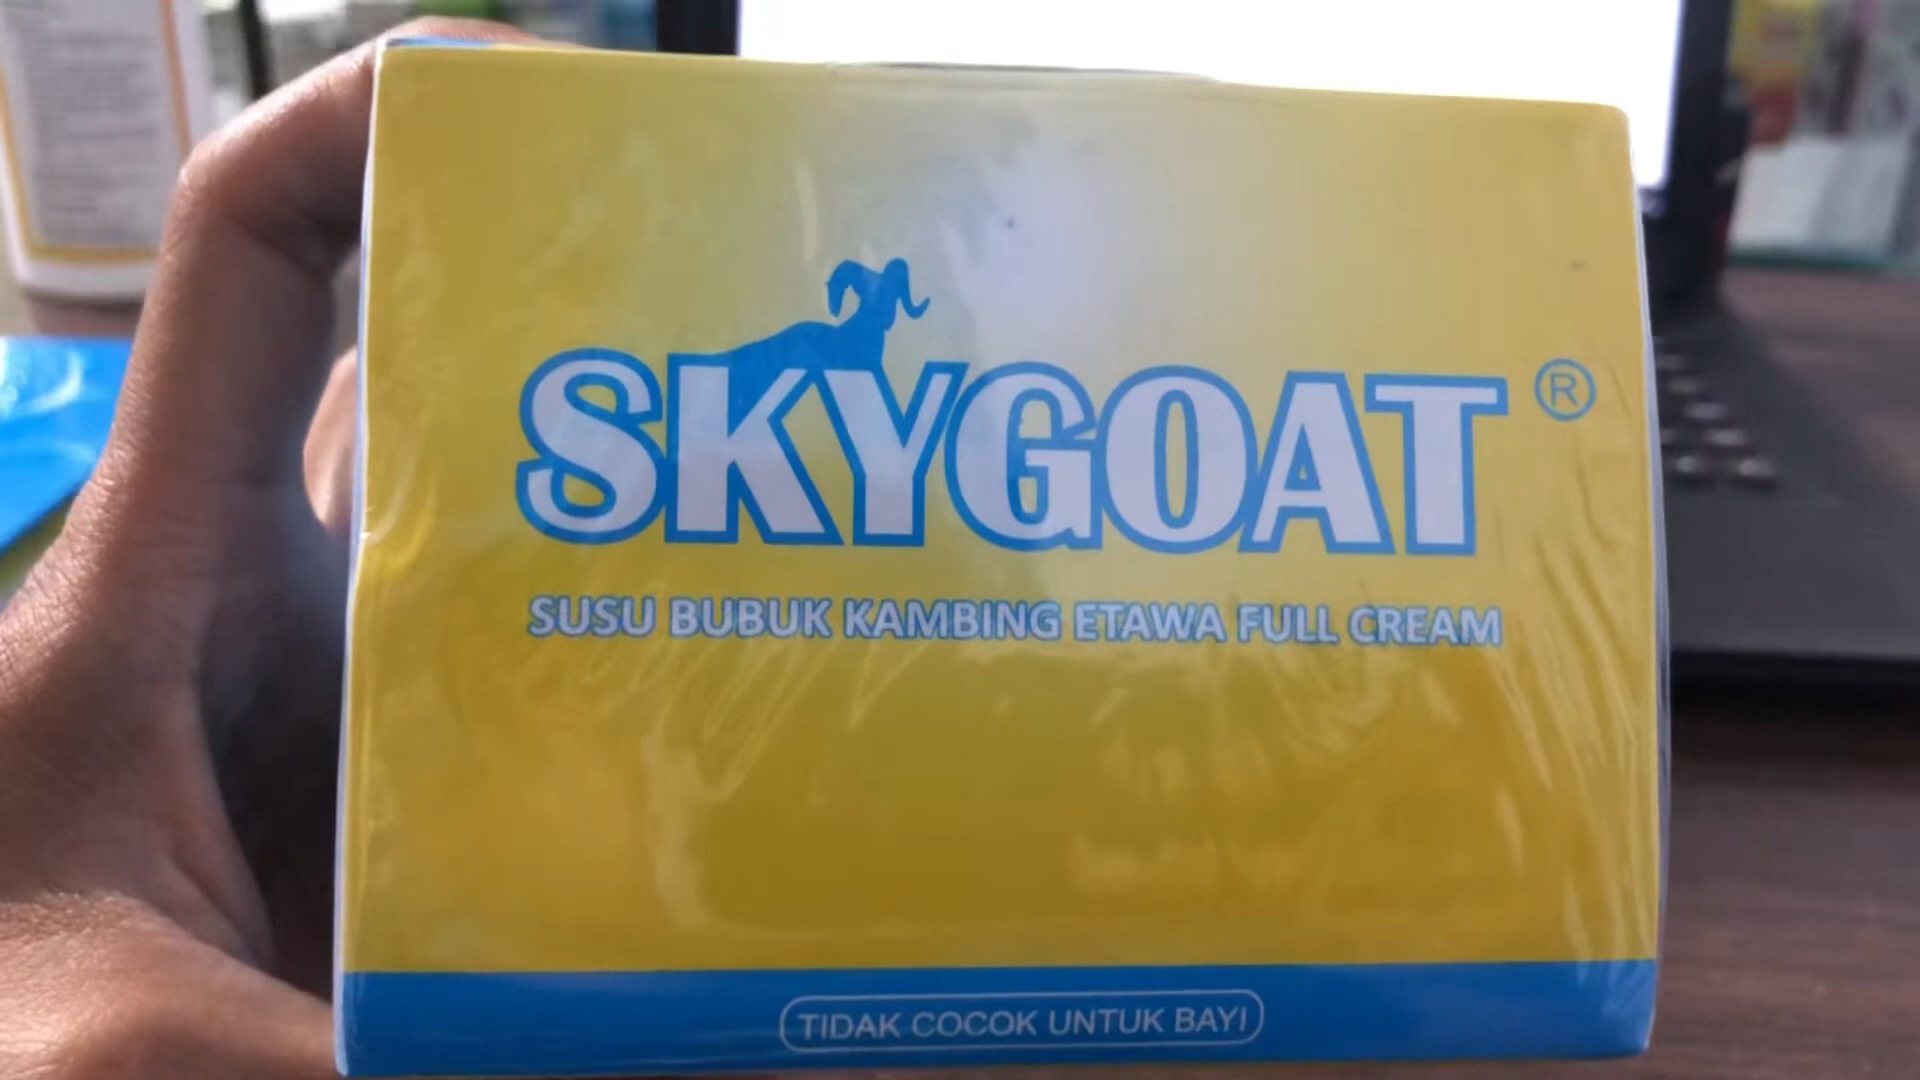 SKYGOAT ®
SUSU BUBUK KAMBING ETAWA FULL CREAM
TIDAK COCOK UNTUK BAYI